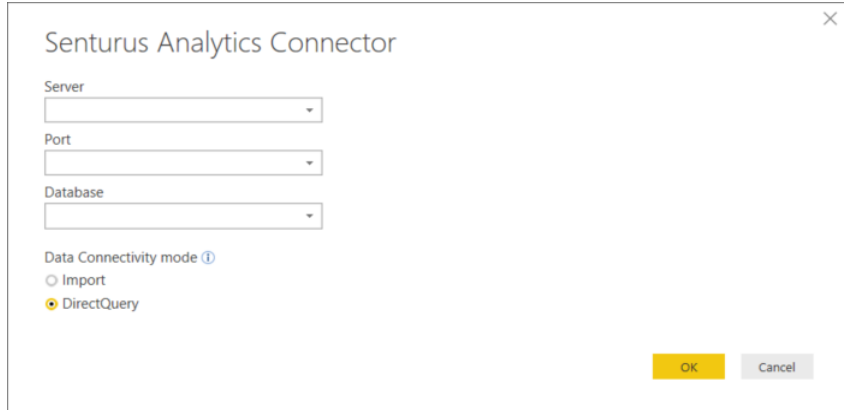 Senturus Analytics Connector
Server
Port
Database
Data Connectivity mode
Import
DirectQuery
OK Cancel